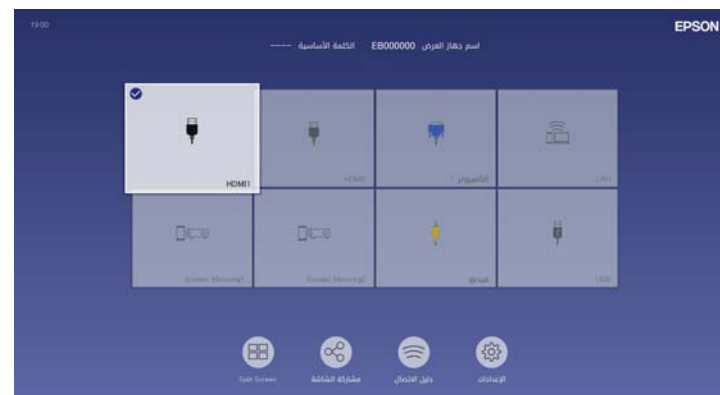 19:00
EPSON
اسم جهاز العرض EB000000 الكلمة الأساسية ----
HDMI1
HDMI2
الكمبيوتر 1
LAN
Screen Mirroring1
Screen Mirroring2
فيديو
USB
Split Screen
مشاركة الشاشة
دليل الاتصال
الإعدادات